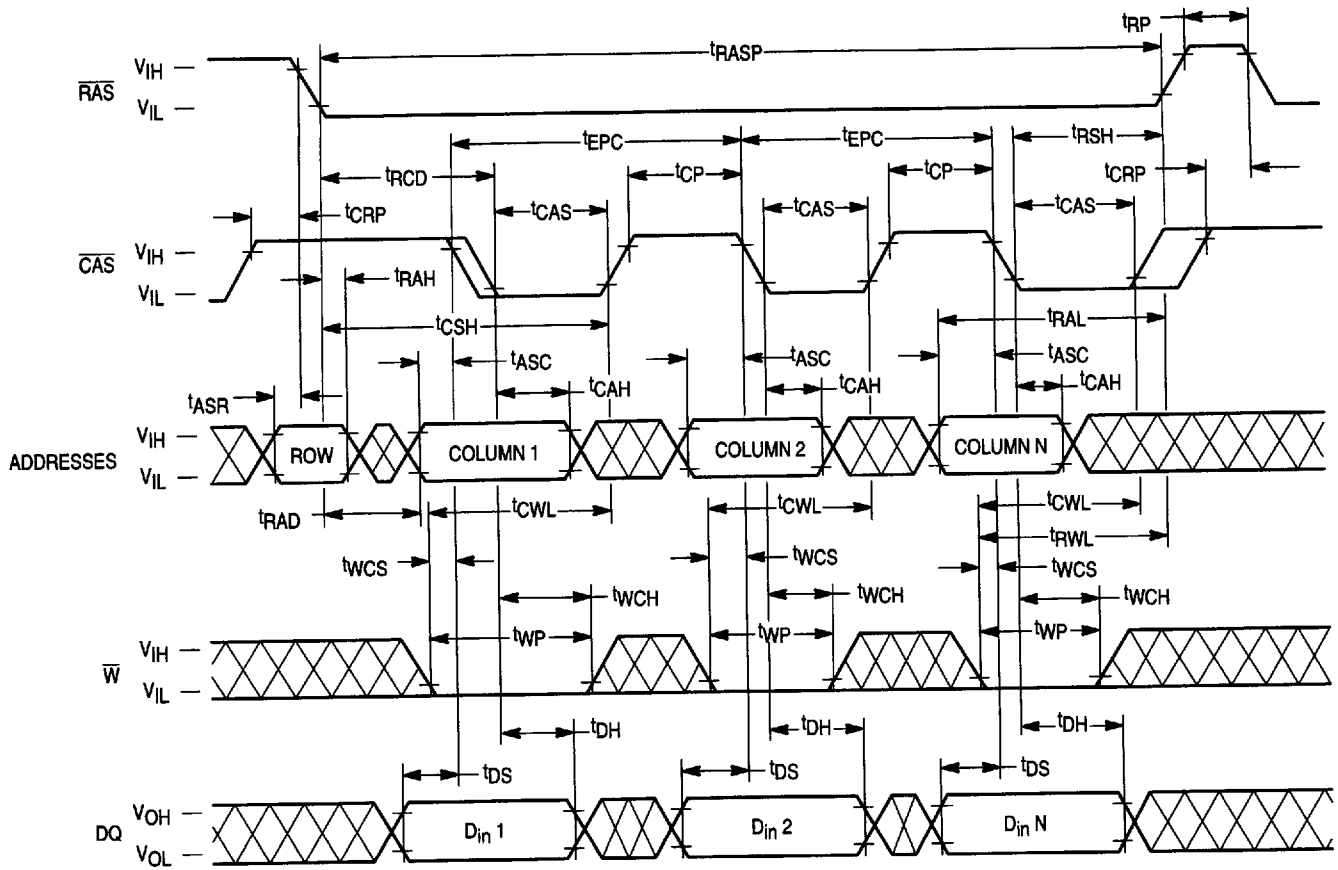 tRP
tRASP
VIH
RAS
VIL
tEPC tEPC tRSH
tRCD tCP tCP tCRP
tCRP tCAS tCAS tCAS
VIH
CAS
tRAH
VIL
tCSH tRAL
tASC tASC tASC
tCAH tCAH tCAH
tASR
VIH
ADDRESSES ROW COLUMN 1 COLUMN 2 COLUMN N
VIL
tCWL tCWL tCWL
tRAD tRWL
tWCS tWCS tWCS
tWCH tWCH tWCH
tWP tWP tWP
VIH
W
VIL
tDH tDH tDH
tDS tDS tDS
VOH
DQ Din 1 Din 2 Din N
VOL